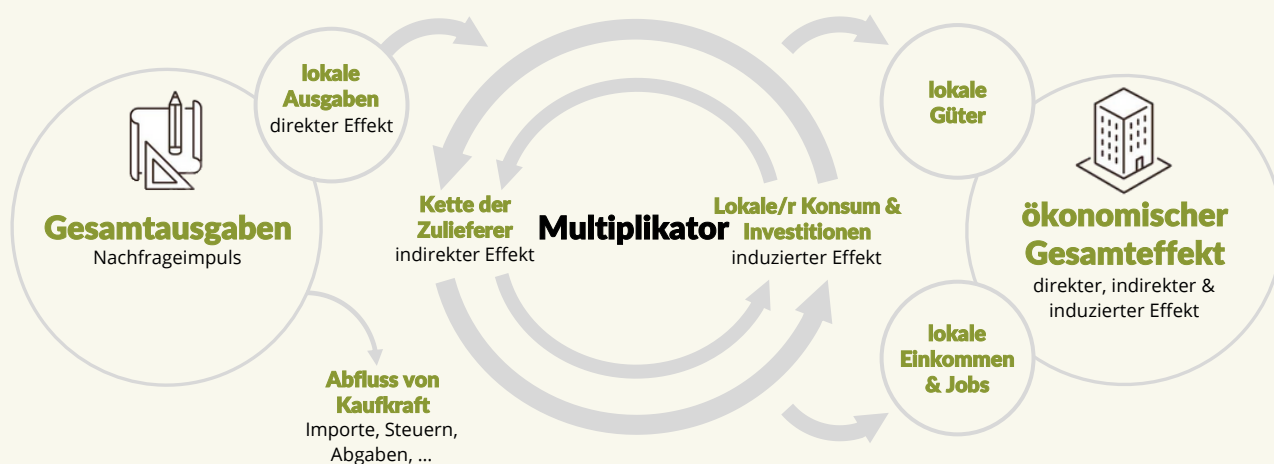 Gesamtausgaben
Nachfrageimpuls
lokale
Ausgaben
direkter Effekt
Abfluss von
Kaufkraft
Importe, Steuern,
Abgaben, ...
Kette der
Zulieferer
indirekter Effekt
Multiplikator
Lokale/r Konsum &
Investitionen
induzierter Effekt
lokale
Güter
ökonomischer
Gesamteffekt
direkter, indirekter &
induzierter Effekt
lokale
Einkommen
& Jobs